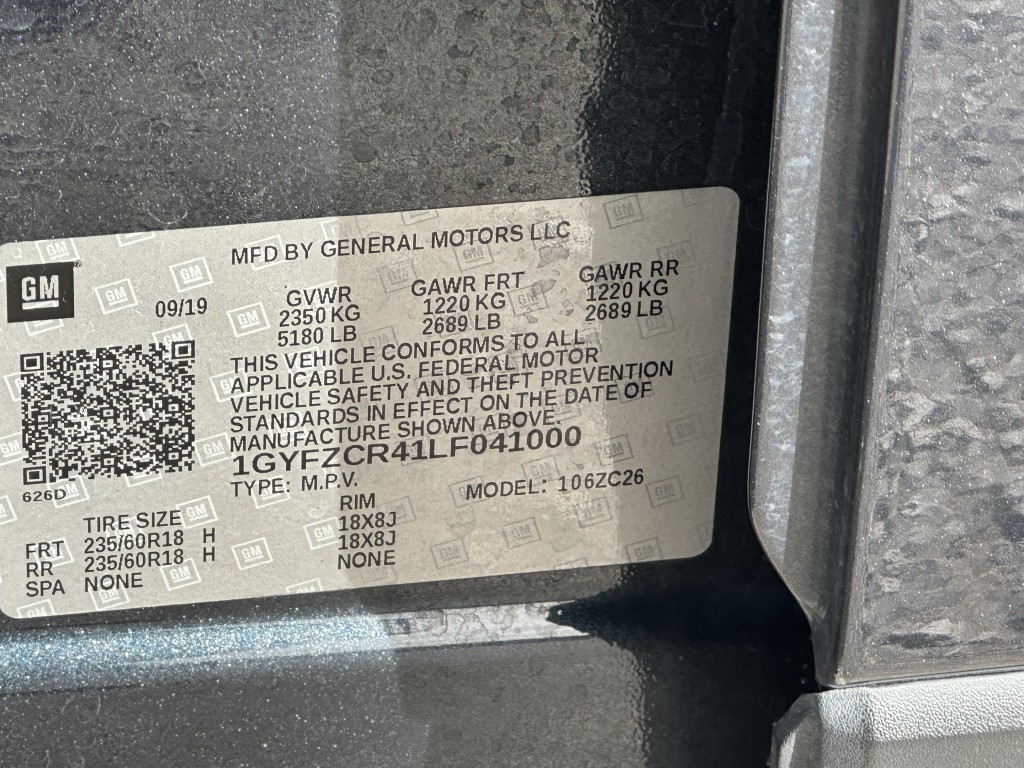 MFD BY GENERAL MOTORS LLC
GM
09/19
GVWR GAWR FRT GAWR RR
2350 KG 1220 KG 1220 KG
5180 LB 2689 LB 2689 LB
THIS VEHICLE CONFORMS TO ALL
APPLICABLE U.S. FEDERAL MOTOR
VEHICLE SAFETY AND THEFT PREVENTION
STANDARDS IN EFFECT ON THE DATE OF
MANUFACTURE SHOWN ABOVE.
1GYFZCR41LF041000
626D
TYPE: M.P.V. MODEL: 106ZC26
TIRE SIZE RIM
FRT 235/60R18 H 18X8J
RR 235/60R18 H 18X8J
SPA NONE NONE